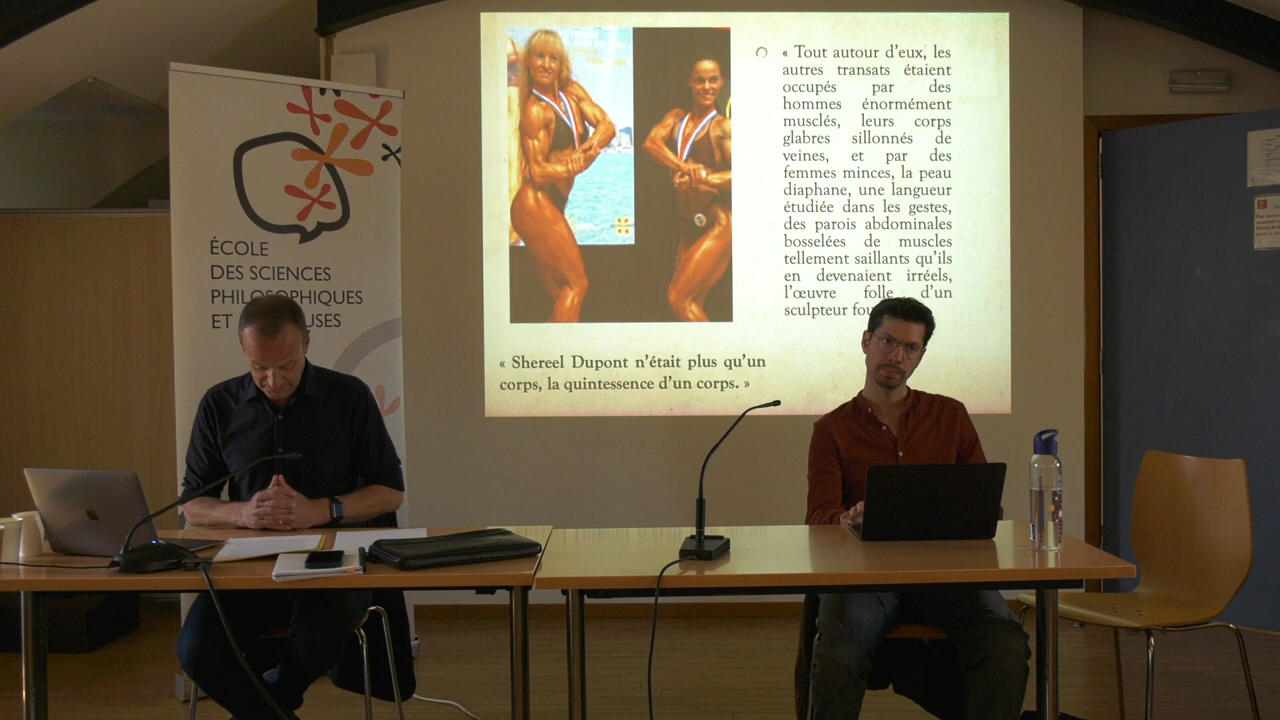 ÉCOLE
DES SCIENCES
PHILOSOPHIQUES
ET
« Tout autour d'eux, les
autres transats étaient
occupés par des
hommes énormément
musclés, leurs corps
glabres sillonnés de
veines, et par des
femmes minces, la peau
diaphane, une langueur
étudiée dans les gestes,
des parois abdominales
bosselées de muscles
tellement saillants qu'ils
en devenaient irréels,
l'œuvre folle d'un
sculpteur
« Shereel Dupont n'était plus qu'un
corps, la quintessence d'un corps. »